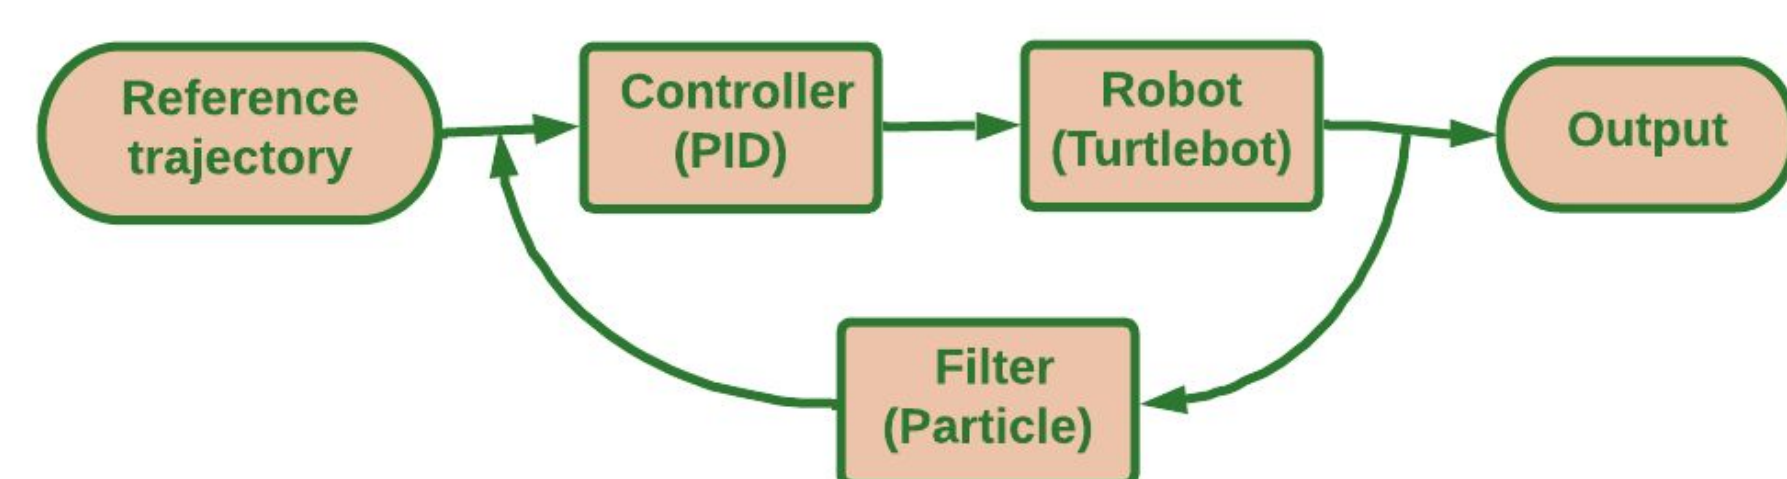 Reference
trajectory
Controller
(PID)
Robot
(Turtlebot)
Output
Filter
(Particle)